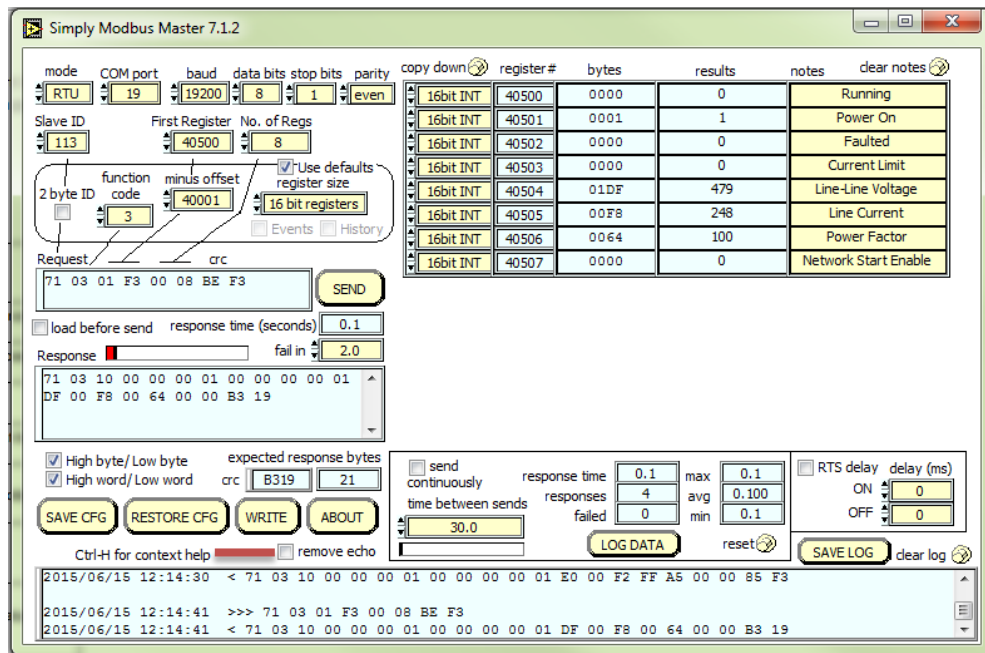 Simply Modbus Master 7.1.2
mode COM port baud data bits stop bits parity
RTU 19 19200 8 1 even
Slave ID First Register No. of Regs
113 40500 8
Use defaults
2 byte ID function code minus offset register size
3 40001 16 bit registers
Events History
Request crc
71 03 01 F3 00 08 BE F3 SEND
load before send response time (seconds) 0.1
Response fail in 2.0
71 03 10 00 00 00 01 00 00 00 00 01
DF 00 F8 00 64 00 00 B3 19
High byte/Low byte expected response bytes
High word/Low word crc B319 21
SAVE CFG RESTORE CFG WRITE ABOUT
Ctrl-H for context help remove echo
copy down register # bytes results notes clear notes
16bit INT 40500 0000 0 Running
16bit INT 40501 0001 1 Power On
16bit INT 40502 0000 0 Faulted
16bit INT 40503 0000 0 Current Limit
16bit INT 40504 01DF 479 Line-Line Voltage
16bit INT 40505 00F8 248 Line Current
16bit INT 40506 0064 100 Power Factor
16bit INT 40507 0000 0 Network Start Enable
send continuously response time 0.1 max 0.1
time between sends responses 4 avg 0.100
30.0 failed 0 min 0.1
LOG DATA reset
RTS delay delay (ms)
ON 0
OFF 0
SAVE LOG clear log
2015/06/15 12:14:30 < 71 03 10 00 00 00 01 00 00 00 00 01 E0 00 F2 FF A5 00 00 85 F3
2015/06/15 12:14:41 >>> 71 03 01 F3 00 08 BE F3
2015/06/15 12:14:41 < 71 03 10 00 00 00 01 00 00 00 00 01 DF 00 F8 00 64 00 00 B3 19